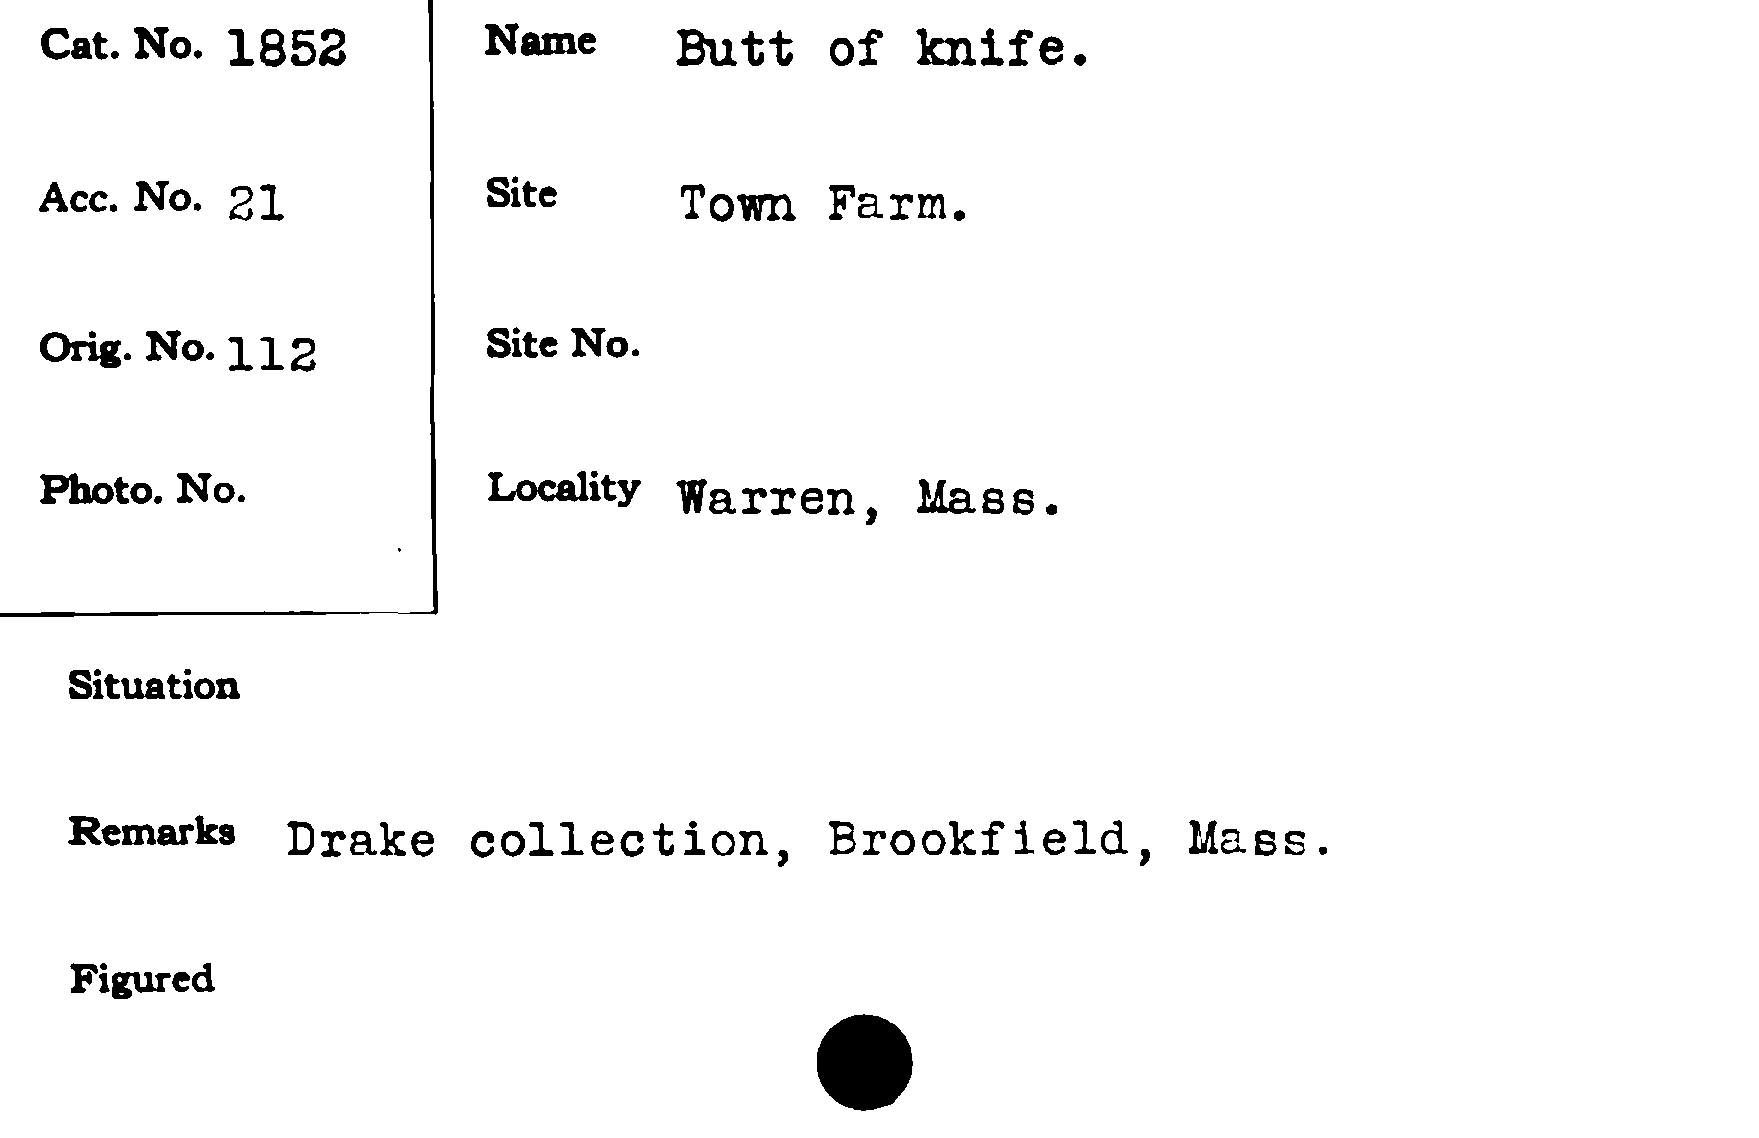 Cat. No. 1852
Acc. No. 21
Orig. No. 112
Photo. No.
Name Butt of knife.
Site Town Farm.
Site No.
Locality Warren, Mass.
Situation
Remarks Drake collection, Brookfield, Mass.
Figured